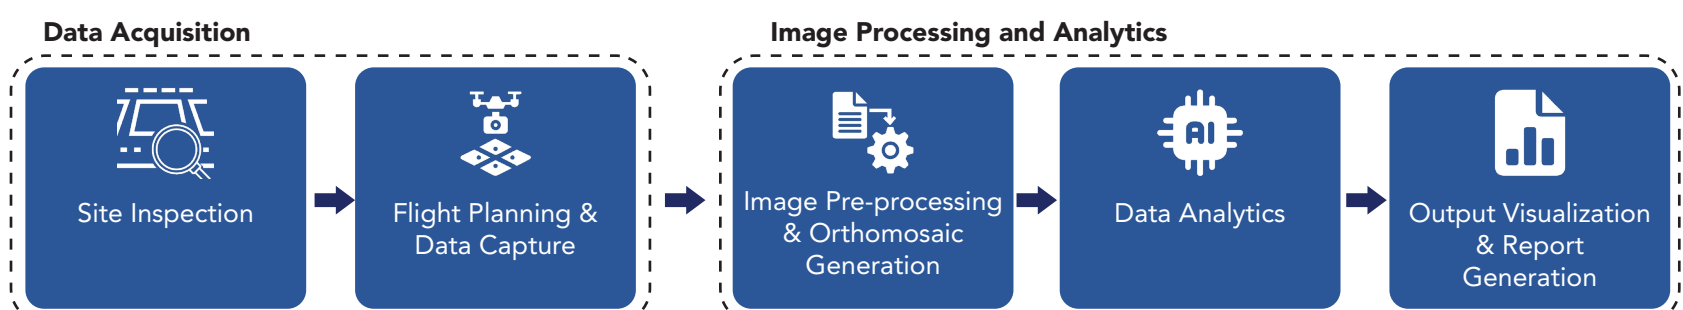 Data Acquisition
Image Processing and Analytics
Site Inspection
Flight Planning &
Data Capture
Image Pre-processing
& Orthomosaic
Generation
AI
Data Analytics
Output Visualization
& Report
Generation